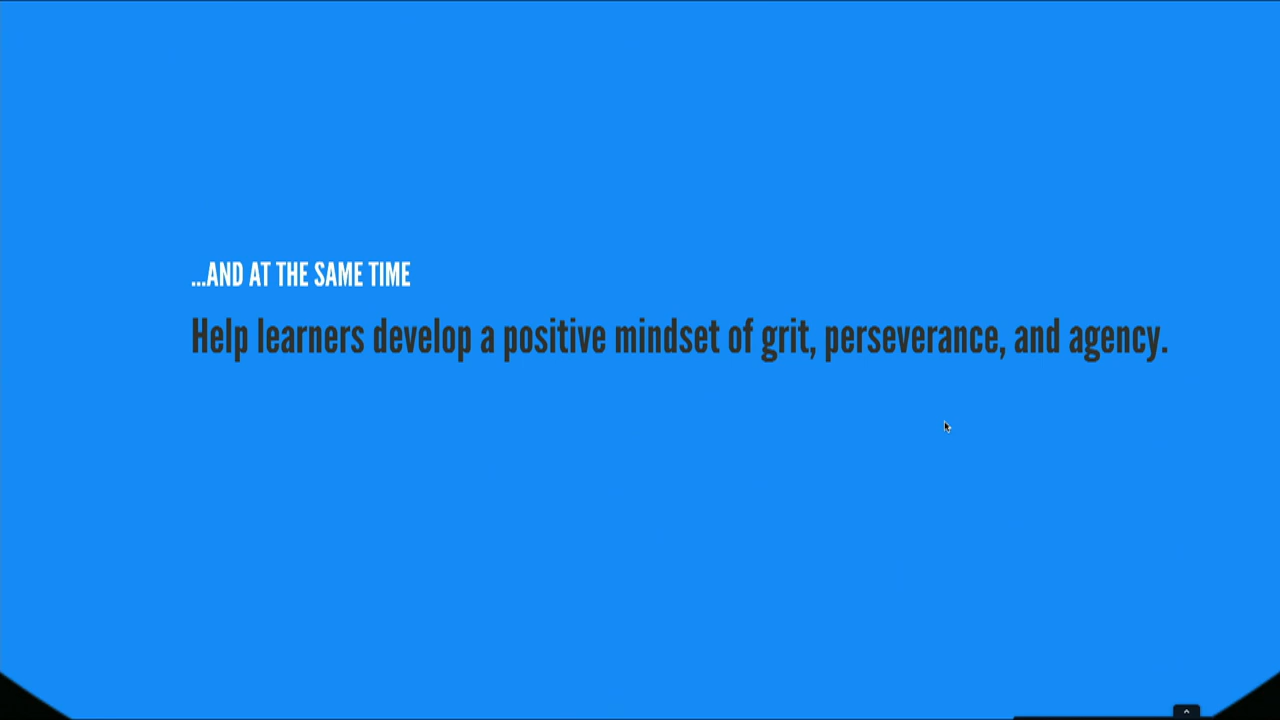 ...AND AT THE SAME TIME
Help learners develop a positive mindset of grit, perseverance, and agency.